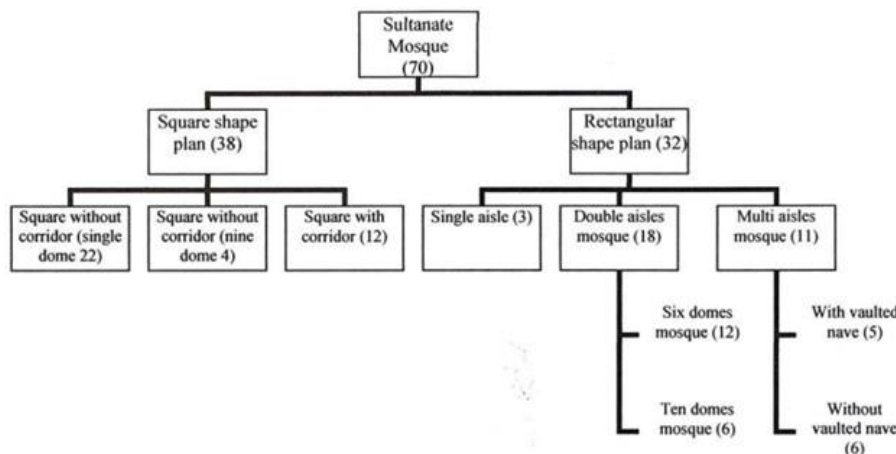 Sultanate
Mosque
(70)
Square shape
plan (38)
Rectangular
shape plan (32)
Square without
corridor (single
dome 22)
Square without
corridor (nine
dome 4)
Square with
corridor (12)
Single aisle (3)
Double aisles
mosque (18)
Multi aisles
mosque (11)
Six domes
mosque (12)
With vaulted
nave (5)
Ten domes
mosque (6)
Without
vaulted nave
(6)